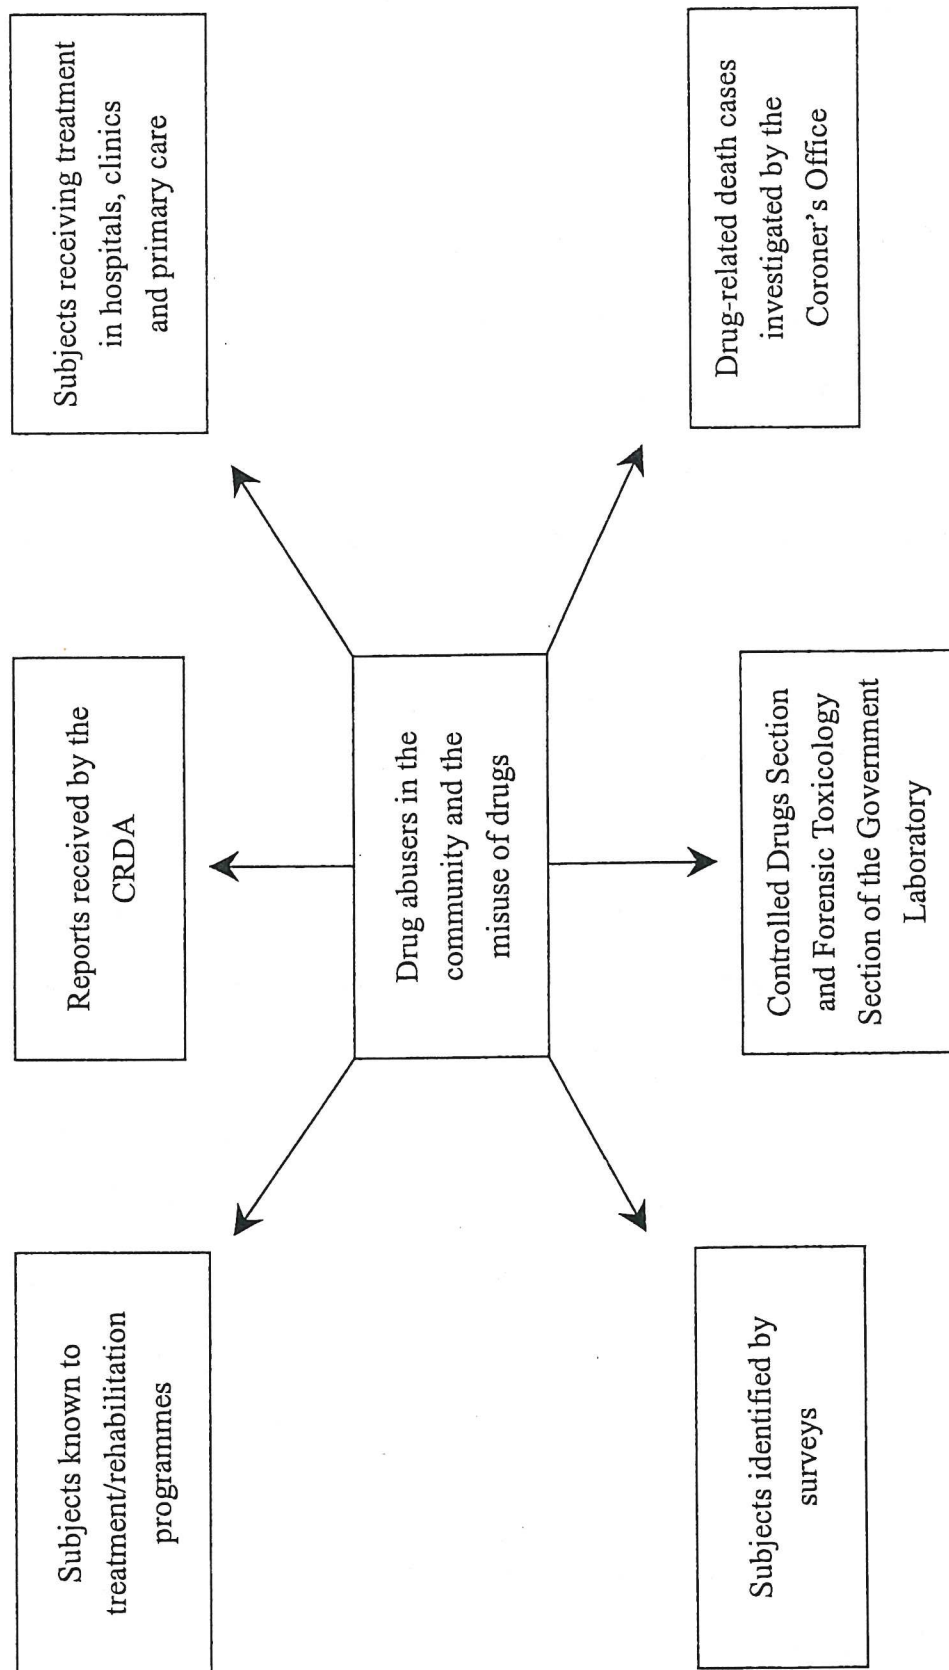 Subjects known to
treatment/rehabilitation
programmes
Reports received by the
CRDA
Subjects receiving treatment
in hospitals, clinics
and primary care
Drug abusers in the
community and the
misuse of drugs
Subjects identified by
surveys
Controlled Drugs Section
and Forensic Toxicology
Section of the Government
Laboratory
Drug-related death cases
investigated by the
Coroner's Office